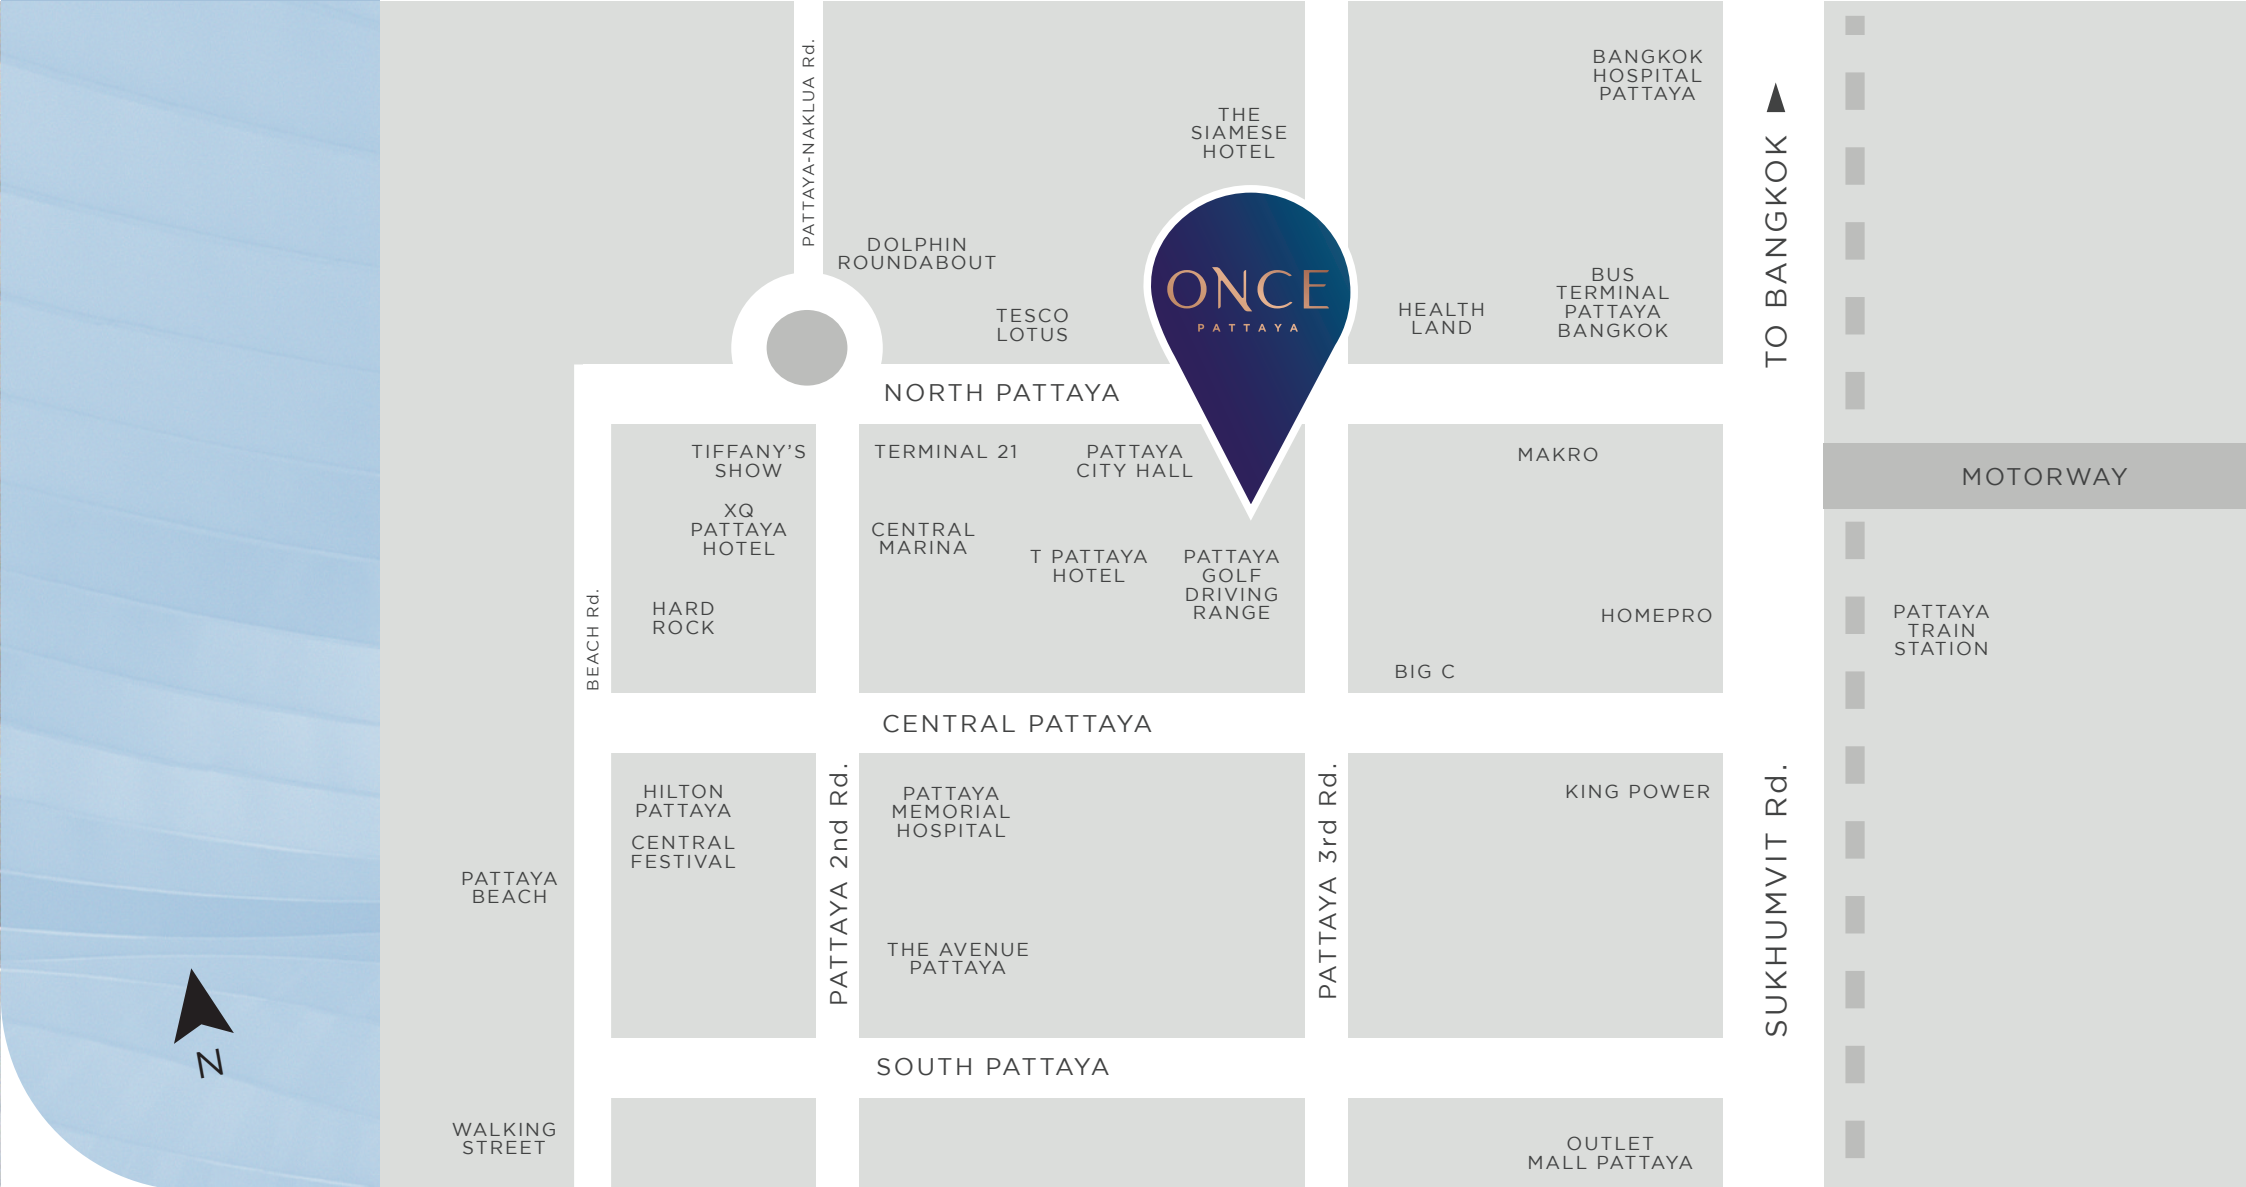 PATTAYA-NAKLUA Rd.
BANGKOK
HOSPITAL
PATTAYA
THE
SIAMESE
HOTEL
TO BANGKOK
DOLPHIN
ROUNDABOUT
TESCO
LOTUS
ONCE
PATTAYA
HEALTH
LAND
BUS
TERMINAL
PATTAYA
BANGKOK
NORTH PATTAYA
TIFFANY'S
SHOW
TERMINAL 21
PATTAYA
CITY HALL
MAKRO
MOTORWAY
XQ
PATTAYA
HOTEL
CENTRAL
MARINA
T PATTAYA
HOTEL
PATTAYA
GOLF
DRIVING
RANGE
BEACH Rd.
HARD
ROCK
HOMEPRO
PATTAYA
TRAIN
STATION
BIG C
CENTRAL PATTAYA
HILTON
PATTAYA
CENTRAL
FESTIVAL
PATTAYA 2nd Rd.
PATTAYA
MEMORIAL
HOSPITAL
PATTAYA 3rd Rd.
KING POWER
SUKHUMVIT Rd.
PATTAYA
BEACH
THE AVENUE
PATTAYA
N
SOUTH PATTAYA
WALKING
STREET
OUTLET
MALL PATTAYA